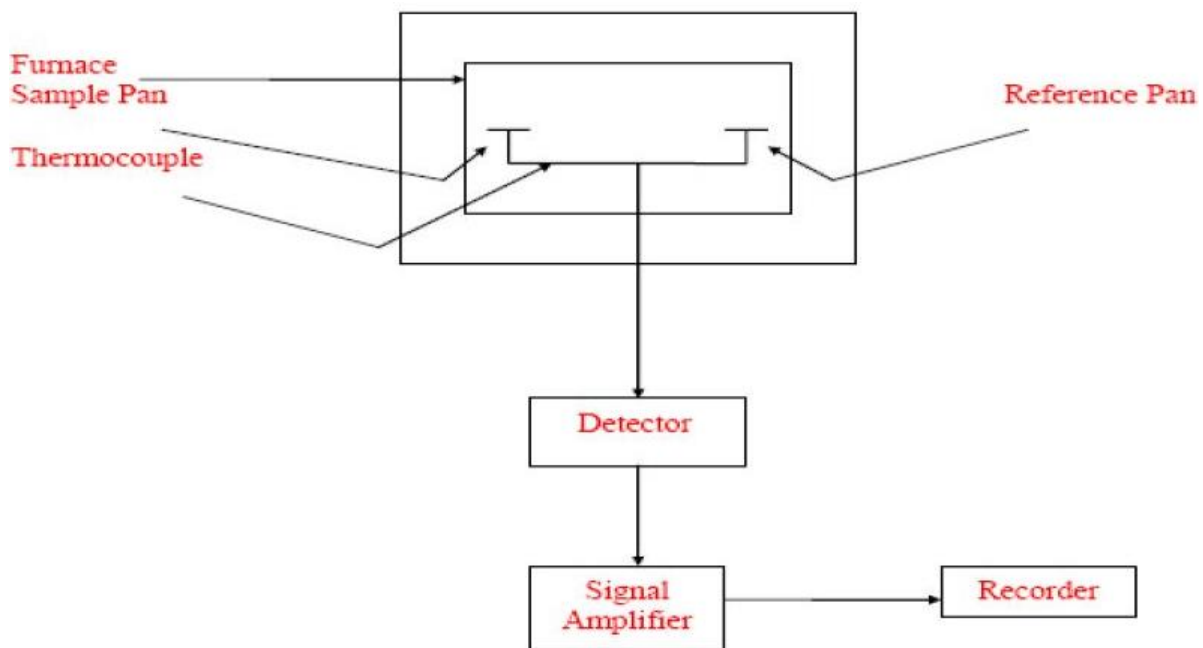 Furnace
Sample Pan
Thermocouple
Reference Pan
Detector
Signal
Amplifier
Recorder